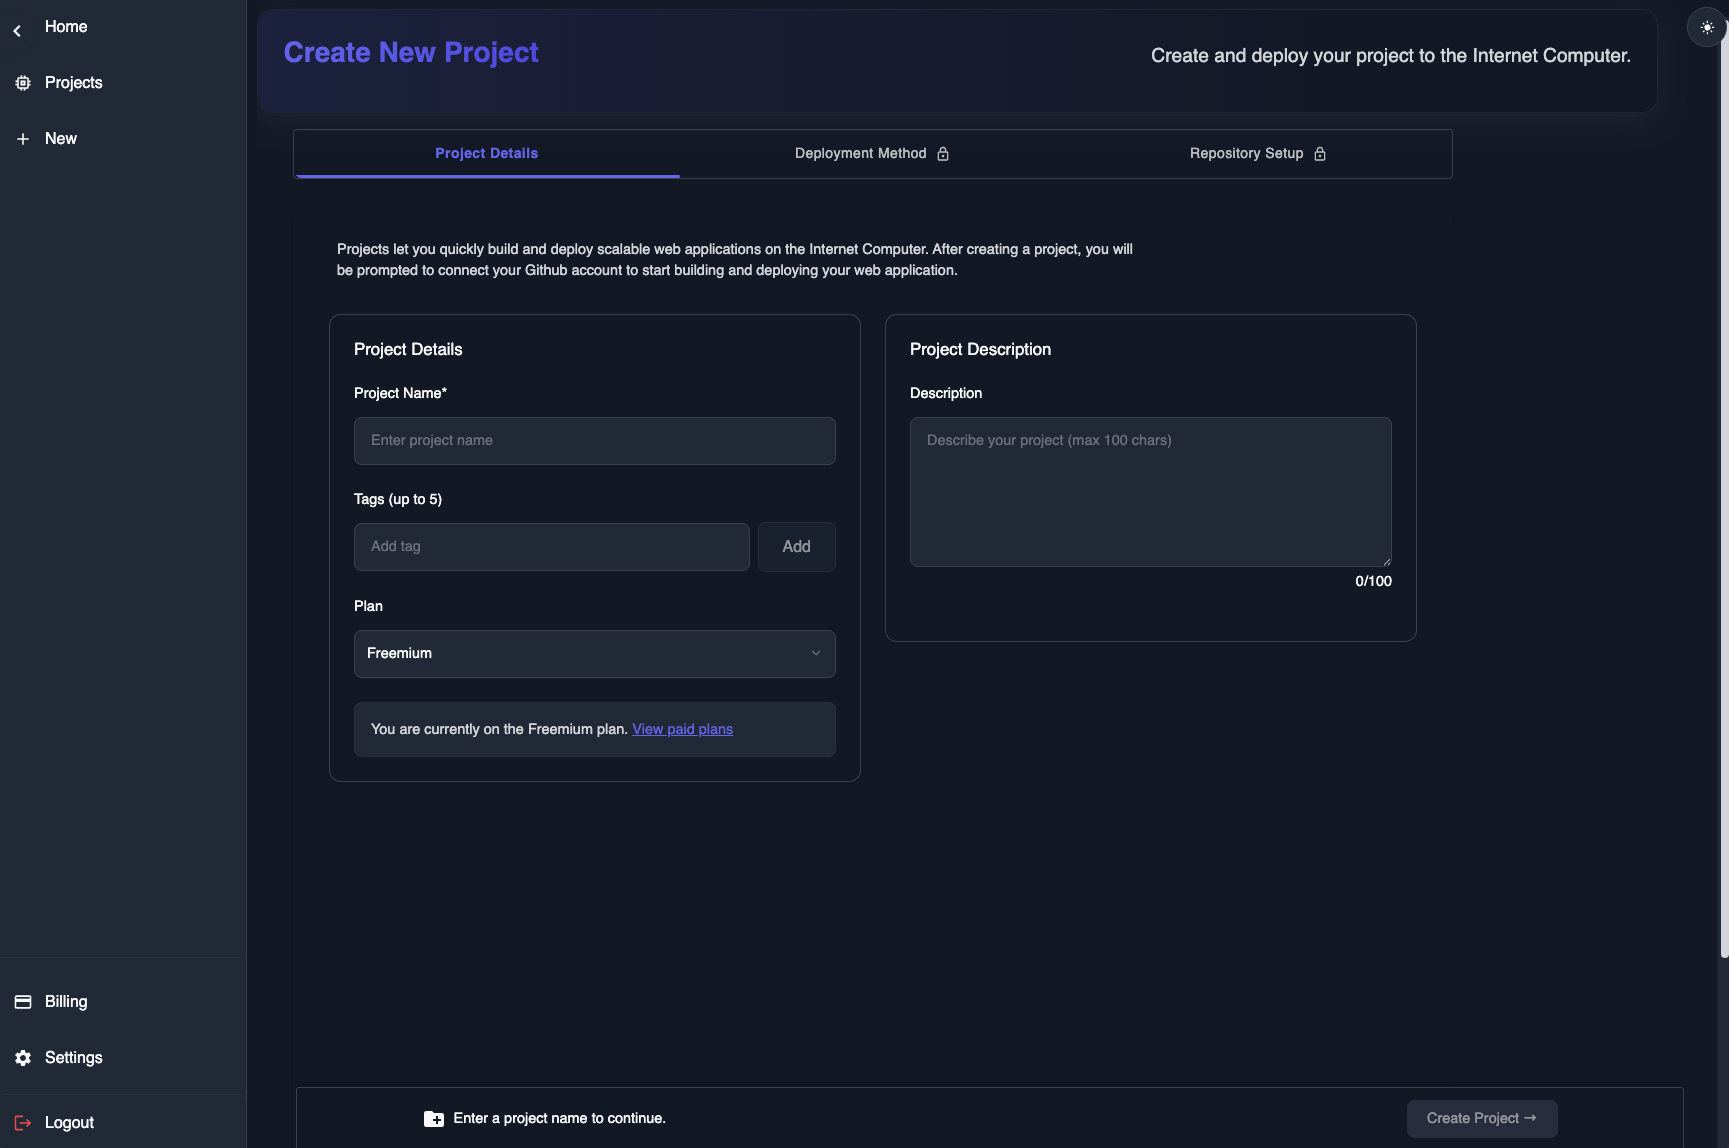 Home
Projects
New
Billing
Settings
Logout
Create New Project
Create and deploy your project to the Internet Computer.
Project Details
Deployment Method
Repository Setup
Projects let you quickly build and deploy scalable web applications on the Internet Computer. After creating a project, you will
be prompted to connect your Github account to start building and deploying your web application.
Project Details
Project Name*
Enter project name
Tags (up to 5)
Add tag
Add
Plan
Freemium
You are currently on the Freemium plan. View paid plans
Project Description
Description
Describe your project (max 100 chars)
0/100
Enter a project name to continue.
Create Project →